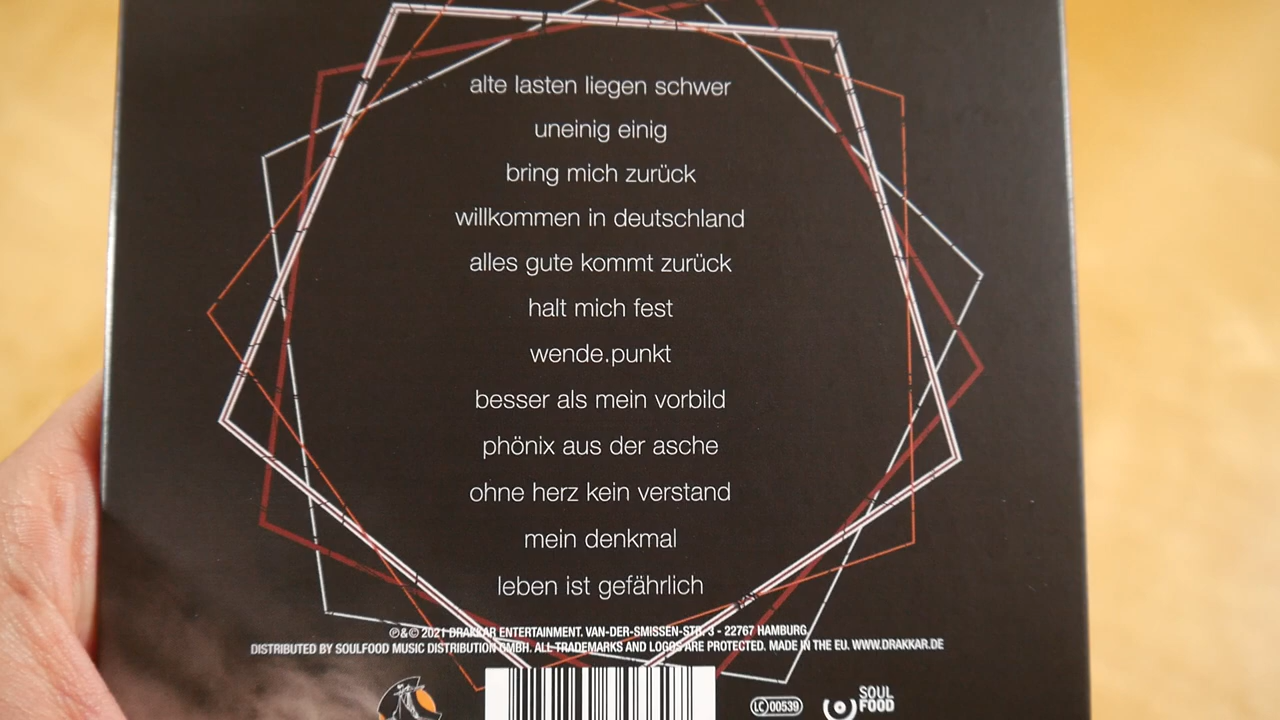 alte lasten liegen schwer
uneinig einig
bring mich zurück
willkommen in deutschland
alles gute kommt zurück
halt mich fest
wende.punkt
besser als mein vorbild
phönix aus der asche
ohne herz kein verstand
mein denkmal
leben ist gefährlich
℗&© 2021 DRAKKAR ENTERTAINMENT. VAN-DER-SMISSEN-STR. 3 - 22767 HAMBURG.
DISTRIBUTED BY SOULFOOD MUSIC DISTRIBUTION GMBH. ALL TRADEMARKS AND LOGOS ARE PROTECTED. MADE IN THE EU. WWW.DRAKKAR.DE
LC 00539
SOUL
FOOD